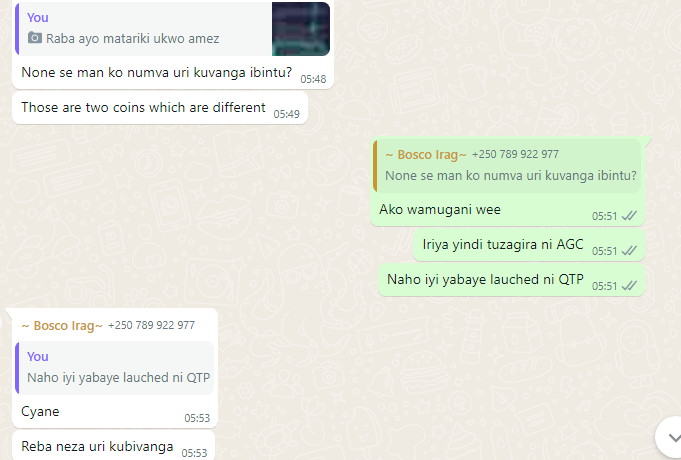 You
Raba ayo matariki ukwo amez
None se man ko numva uri kuvanga ibintu?
05:48
Those are two coins which are different
05:49
~ Bosco Irag~ +250 789 922 977
None se man ko numva uri kuvanga ibintu?
Ako wamugani wee
05:51
Iriya yindi tuzagira ni AGC
05:51
Naho iyi yabaye lauched ni QTP
05:51
~ Bosco Irag~ +250 789 922 977
You
Naho iyi yabaye lauched ni QTP
Cyane
05:53
Reba neza uri kubivanga
05:53